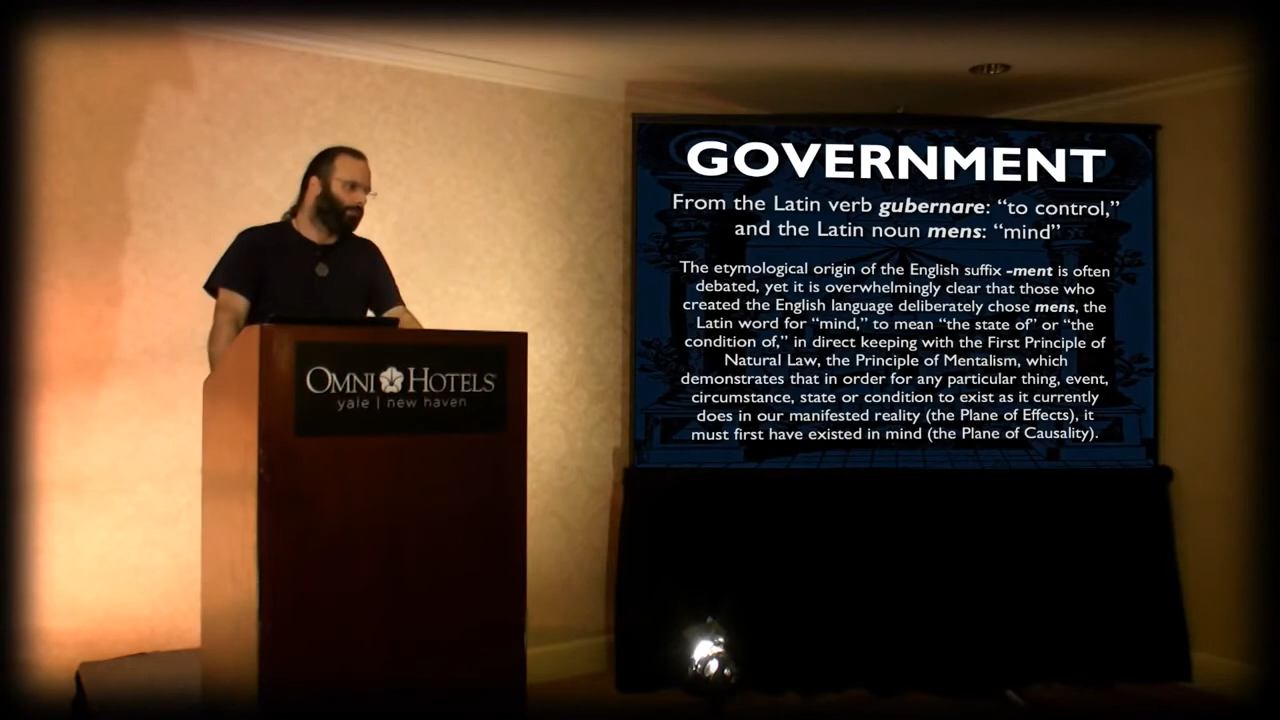 OMNI HOTELS
yale | new haven
GOVERNMENT
From the Latin verb gubernare: “to control,”
and the Latin noun mens: “mind”
The etymological origin of the English suffix -ment is often
debated, yet it is overwhelmingly clear that those who
created the English language deliberately chose mens, the
Latin word for “mind,” to mean “the state of” or “the
condition of,” in direct keeping with the First Principle of
Natural Law, the Principle of Mentalism, which
demonstrates that in order for any particular thing, event,
circumstance, state or condition to exist as it currently
does in our manifested reality (the Plane of Effects), it
must first have existed in mind (the Plane of Causality).